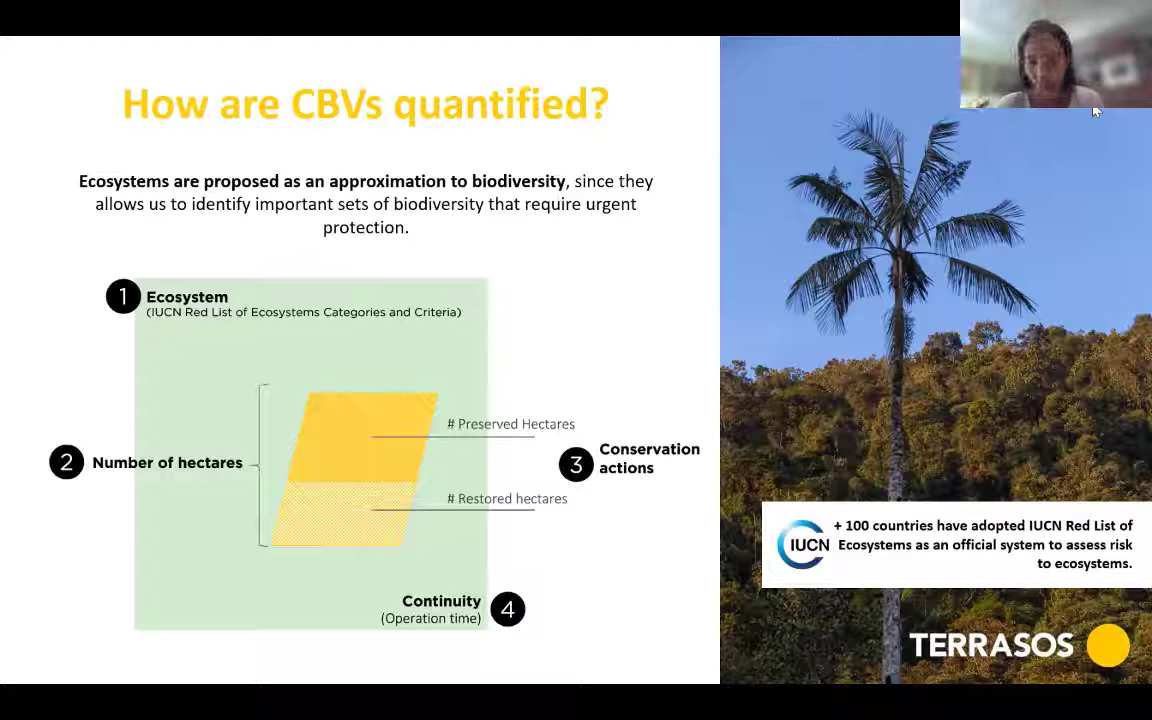 How are CBVs quantified?
Ecosystems are proposed as an approximation to biodiversity, since they
allows us to identify important sets of biodiversity that require urgent
protection.
1 Ecosystem
(IUCN Red List of Ecosystems Categories and Criteria)
# Preserved Hectares
2 Number of hectares
3 Conservation
actions
# Restored hectares
Continuity 4
(Operation time)
IUCN
+ 100 countries have adopted IUCN Red List of
Ecosystems as an official system to assess risk
to ecosystems.
TERRASOS